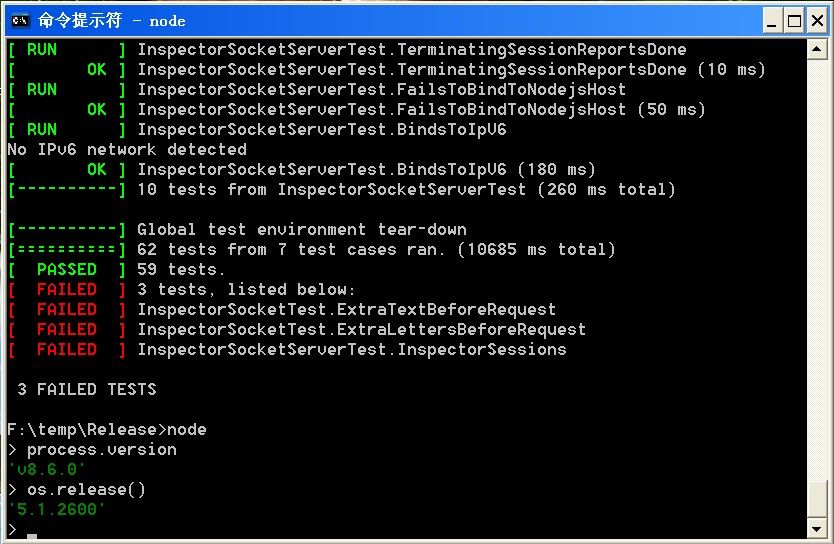 命令提示符 - node
[ RUN      ] InspectorSocketServerTest.TerminatingSessionReportsDone
[       OK ] InspectorSocketServerTest.TerminatingSessionReportsDone (10 ms)
[ RUN      ] InspectorSocketServerTest.FailsToBindToNodejsHost
[       OK ] InspectorSocketServerTest.FailsToBindToNodejsHost (50 ms)
[ RUN      ] InspectorSocketServerTest.BindsToIpV6
No IPv6 network detected
[       OK ] InspectorSocketServerTest.BindsToIpV6 (180 ms)
[----------] 10 tests from InspectorSocketServerTest (260 ms total)
[----------] Global test environment tear-down
[==========] 62 tests from 7 test cases ran. (10685 ms total)
[  PASSED  ] 59 tests.
[  FAILED  ] 3 tests, listed below:
[  FAILED  ] InspectorSocketTest.ExtraTextBeforeRequest
[  FAILED  ] InspectorSocketTest.ExtraLettersBeforeRequest
[  FAILED  ] InspectorSocketServerTest.InspectorSessions
3 FAILED TESTS
F:\temp\Release>node
> process.version
'v8.6.0'
> os.release()
'5.1.2600'
>